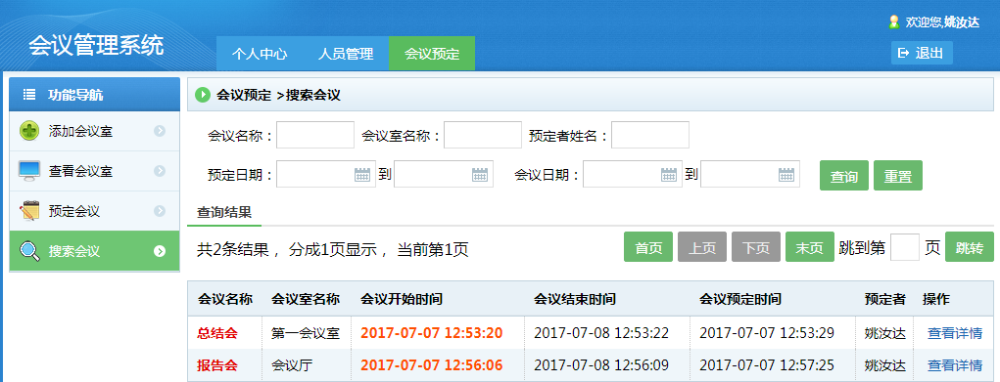 欢迎您,姚汝达
会议管理系统
个人中心 人员管理 会议预定
退出
功能导航
添加会议室
查看会议室
预定会议
搜索会议
会议预定 >搜索会议
会议名称： 会议室名称： 预定者姓名：
预定日期： 到 会议日期： 到 查询 重置
查询结果
共2条结果 ，分成1页显示 ，当前第1页 首页 上页 下页 末页 跳到第 页 跳转
会议名称 会议室名称 会议开始时间 会议结束时间 会议预定时间 预定者 操作
总结会 第一会议室 2017-07-07 12:53:20 2017-07-08 12:53:22 2017-07-07 12:53:29 姚汝达 查看详情
报告会 会议厅 2017-07-07 12:56:06 2017-07-08 12:56:09 2017-07-07 12:57:25 姚汝达 查看详情